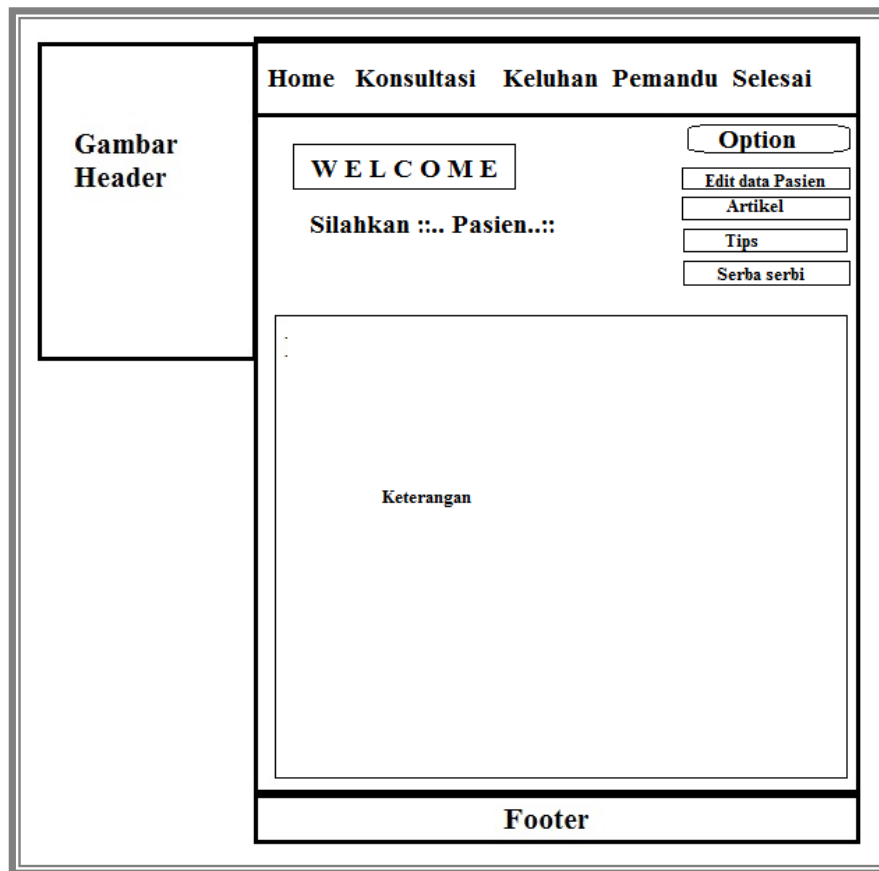 Home Konsultasi Keluhan Pemandu Selesai
Gambar
Header
W E L C O M E
Silahkan ::.. Pasien..::
Option
Edit data Pasien
Artikel
Tips
Serba serbi
.
.
Keterangan
Footer